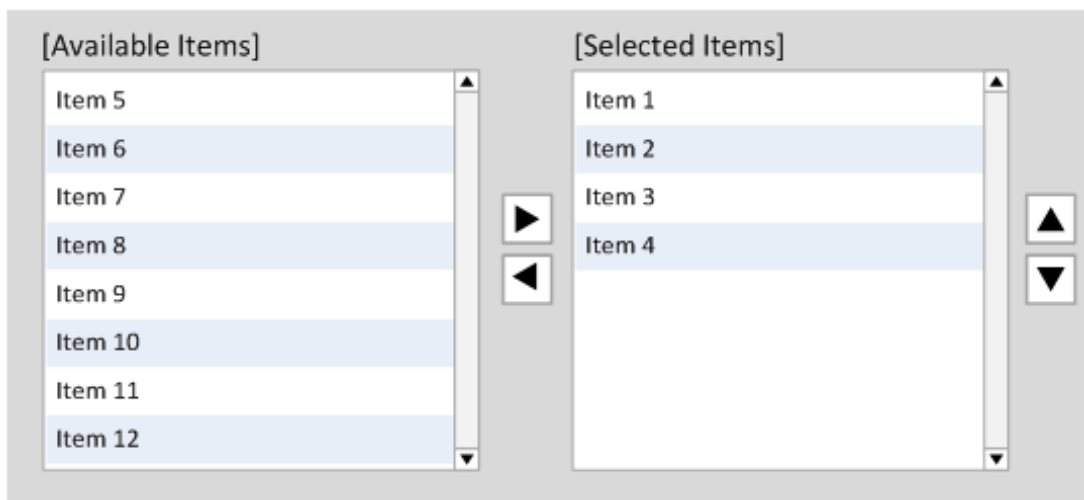 [Available Items]
Item 5
Item 6
Item 7
Item 8
Item 9
Item 10
Item 11
Item 12
[Selected Items]
Item 1
Item 2
Item 3
Item 4